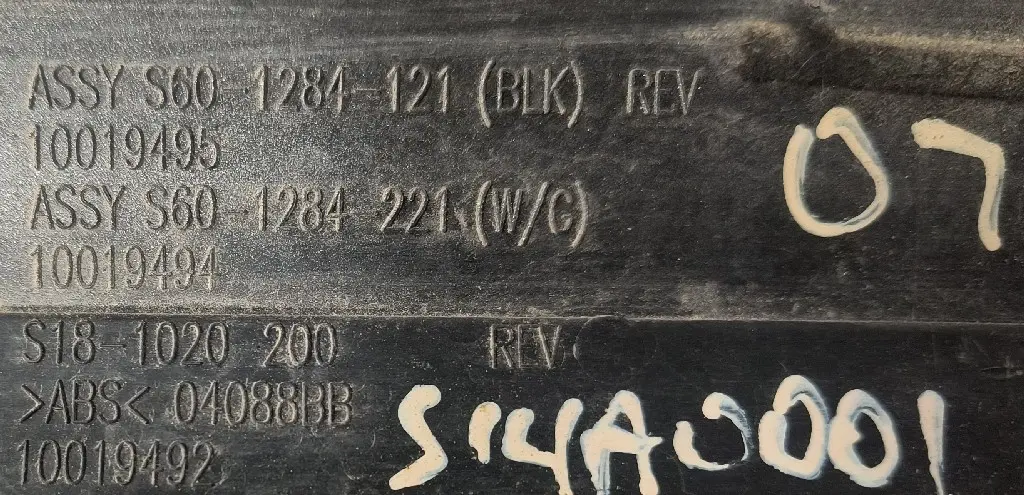 ASSY S60-1284-121 (BLK) REV
10019495
07
ASSY S60-1284 221 (W/C)
10019494
S18-1020 200 REV
>ABS< 04088BB
S14A0001
10019492